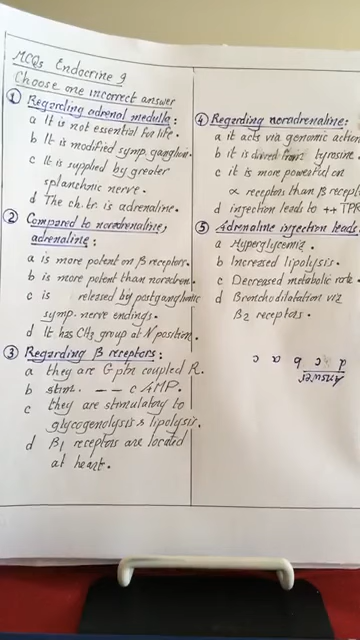 MCQs Endocrine 9
Choose one incorrect answer
① Regarding adrenal medulla:
a It is not essential for life.
b It is modified symp. ganglion.
c It is supplied by greater
splanchnic nerve.
d The ch. tr. is adrenaline.
② Compared to noradrenaline,
adrenaline:
a is more potent on β receptors.
b is more potent than noradren.
c is released by postganglionic
symp. nerve endings.
d It has CH3 group at N position.
③ Regarding β receptors:
a they are G ptn coupled R.
b stim. — — c AMP.
c they are stimulatory to
glycogenolysis & lipolysis.
d β1 receptors are located
at heart.
④ Regarding noradrenaline:
a it acts via genomic action
b it is from tyrosine.
c it is more powerful on
α receptors than β recept
d injection leads to ++ TPR
⑤ Adrenaline injection leads
a Hyperglycemia.
b Increased lipolysis.
c Decreased metabolic rate.
d Bronchodilatation via
β2 receptors.
Answer
d c b a c